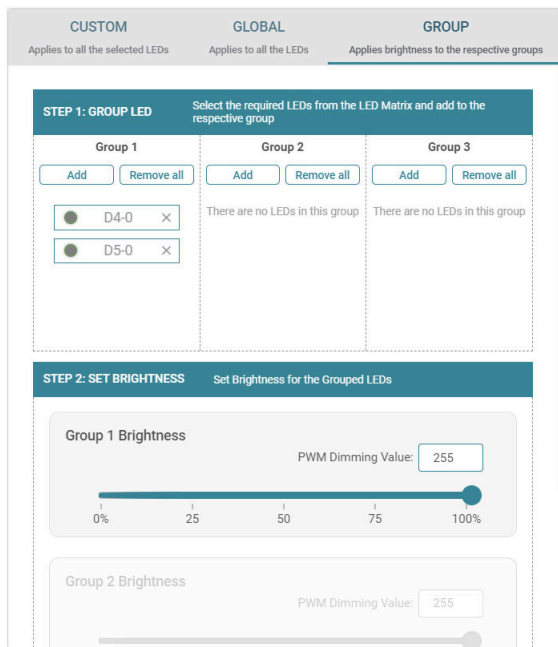 CUSTOM
Applies to all the selected LEDs
GLOBAL
Applies to all the LEDs
GROUP
Applies brightness to the respective groups
STEP 1: GROUP LED
Select the required LEDs from the LED Matrix and add to the
respective group
Group 1
Add Remove all
D4-0 ×
D5-0 ×
Group 2
Add Remove all
There are no LEDs in this group
Group 3
Add Remove all
There are no LEDs in this group
STEP 2: SET BRIGHTNESS Set Brightness for the Grouped LEDs
Group 1 Brightness
PWM Dimming Value: 255
0% 25 50 75 100%
Group 2 Brightness
PWM Dimming Value: 255